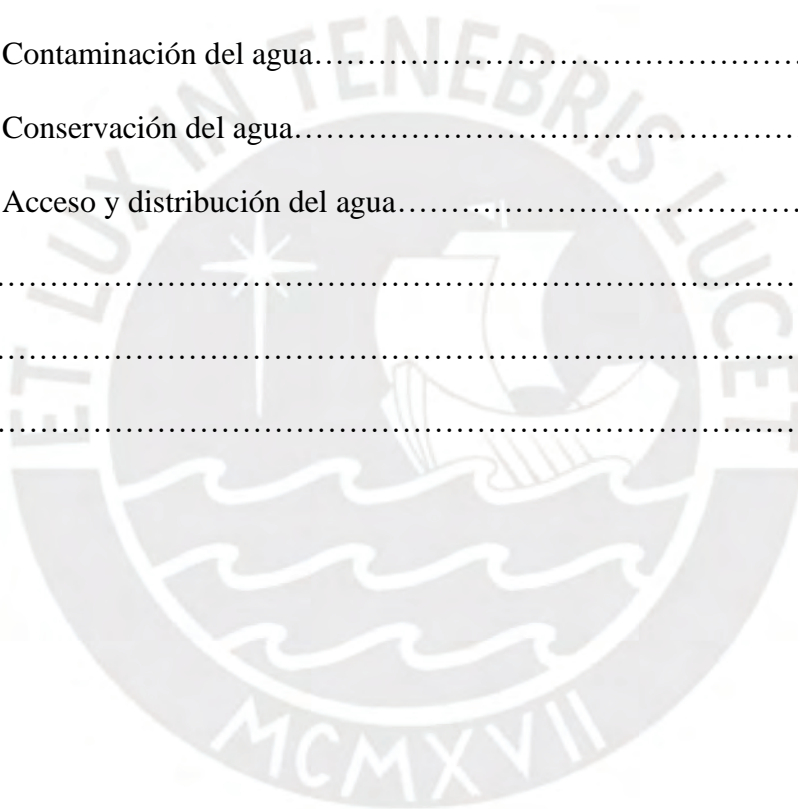 Contaminación del agua………………………………………
Conservación del agua………………………………………
Acceso y distribución del agua………………………………
………………………………………………………………
………………………………………………………………
………………………………………………………………
ET LUX IN TENEBRIS LUCET
MCMXVII